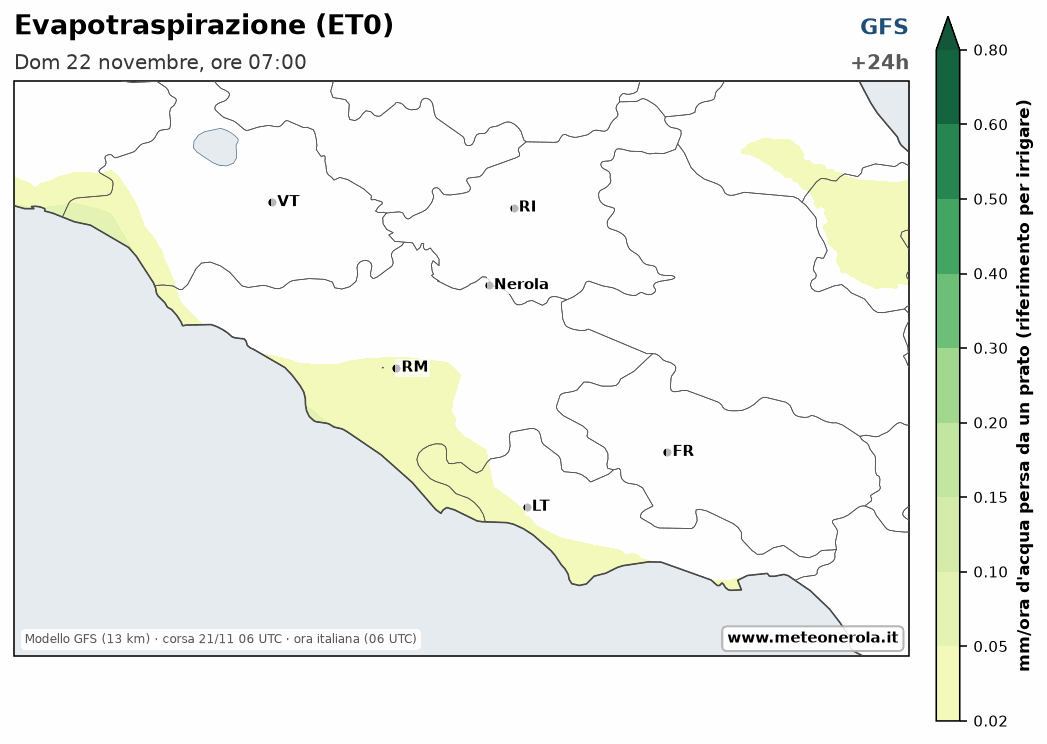 Evapotraspirazione (ET0)
GFS
Dom 22 novembre, ore 07:00
+24h
VT
RI
Nerola
RM
FR
LT
Modello GFS (13 km) · corsa 21/11 06 UTC · ora italiana (06 UTC)
www.meteonerola.it
0.80
0.60
0.50
0.40
0.30
0.20
0.15
0.10
0.05
0.02
mm/ora d'acqua persa da un prato (riferimento per irrigare)